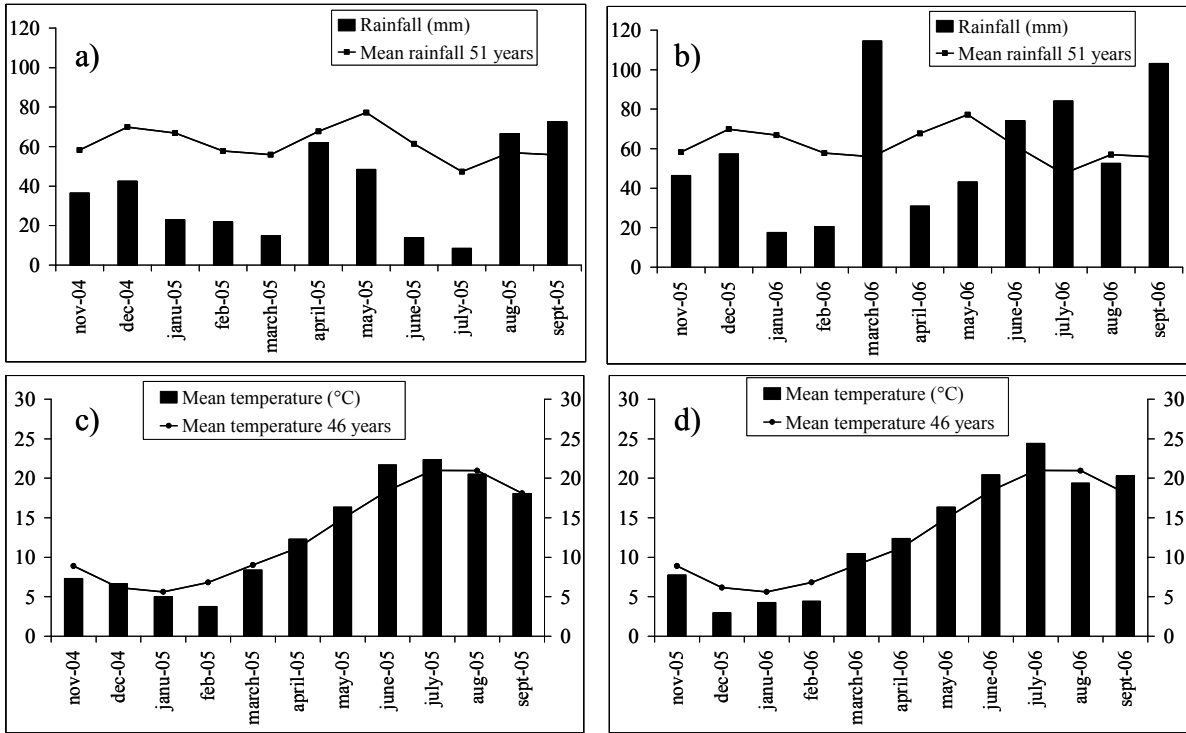 a)
Rainfall (mm)
Mean rainfall 51 years
120
100
80
60
40
20
0
nov-04
dec-04
janu-05
feb-05
march-05
april-05
may-05
june-05
july-05
aug-05
sept-05
b)
Rainfall (mm)
Mean rainfall 51 years
120
100
80
60
40
20
0
nov-05
dec-05
janu-06
feb-06
march-06
april-06
may-06
june-06
july-06
aug-06
sept-06
c)
Mean temperature (°C)
Mean temperature 46 years
30
25
20
15
10
5
0
30
25
20
15
10
5
0
nov-04
dec-04
janu-05
feb-05
march-05
april-05
may-05
june-05
july-05
aug-05
sept-05
d)
Mean temperature (°C)
Mean temperature 46 years
30
25
20
15
10
5
0
30
25
20
15
10
5
0
nov-05
dec-05
janu-06
feb-06
march-06
april-06
may-06
june-06
july-06
aug-06
sept-06